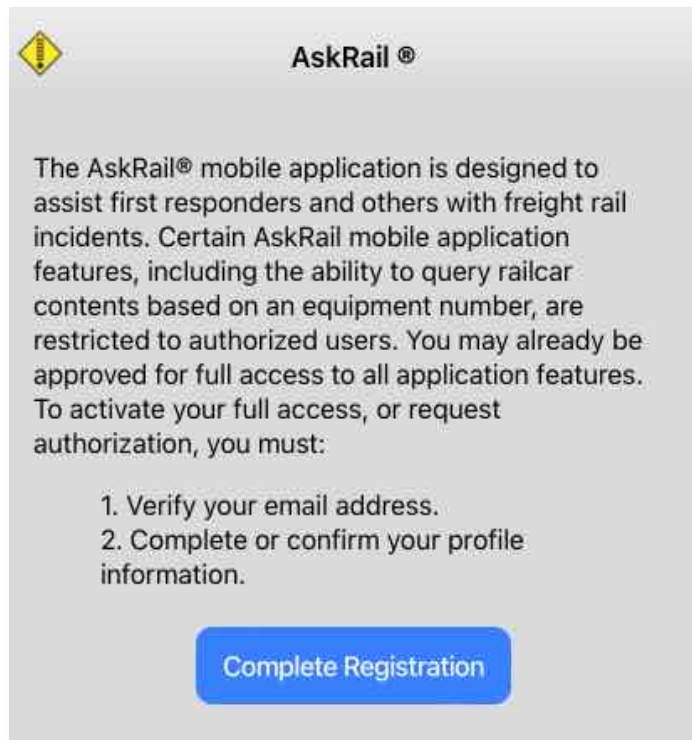 AskRail ®
The AskRail® mobile application is designed to
assist first responders and others with freight rail
incidents. Certain AskRail mobile application
features, including the ability to query railcar
contents based on an equipment number, are
restricted to authorized users. You may already be
approved for full access to all application features.
To activate your full access, or request
authorization, you must:
1. Verify your email address.
2. Complete or confirm your profile
information.
Complete Registration